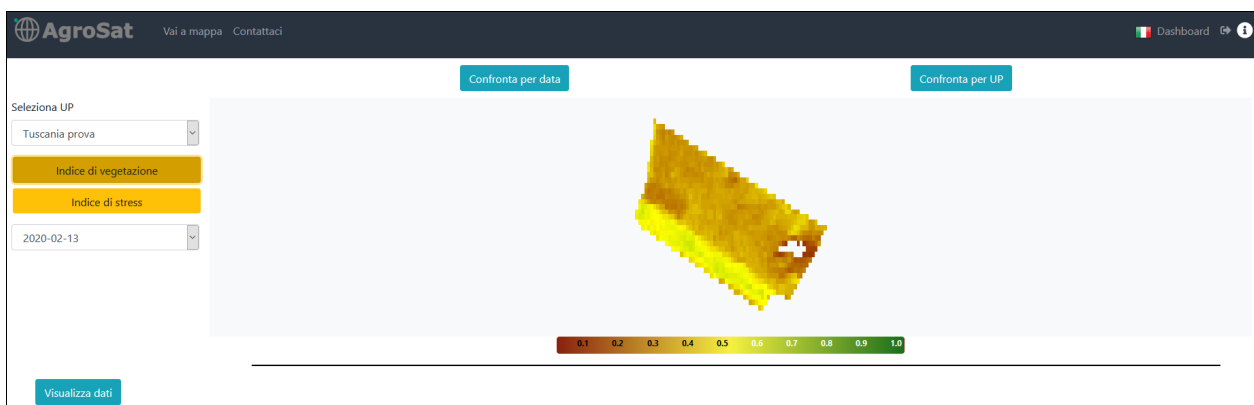 AgroSat Vai a mappa Contattaci Dashboard
Confronta per data Confronta per UP
Seleziona UP
Tuscania prova
Indice di vegetazione
Indice di stress
2020-02-13
0.1 0.2 0.3 0.4 0.5 0.6 0.7 0.8 0.9 1.0
Visualizza dati